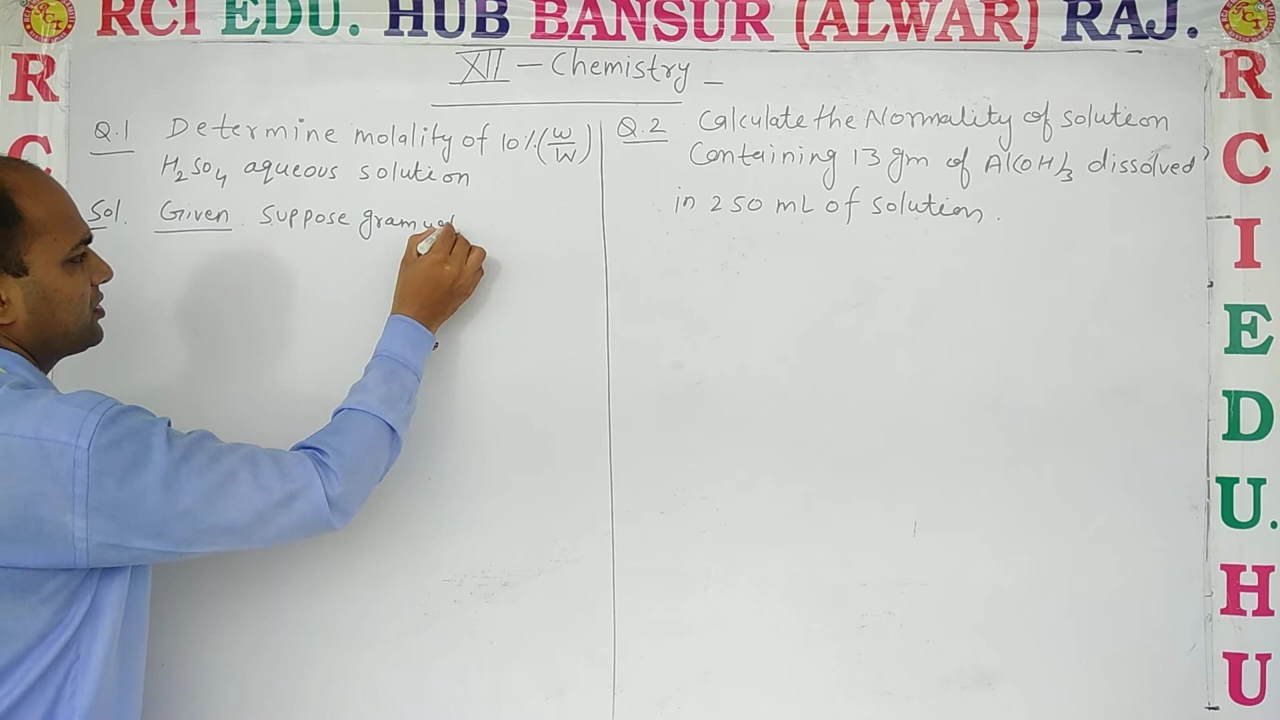 RCI EDU. HUB BANSUR (ALWAR) RAJ.
XII - Chemistry
Q.1 Determine molality of 10% (w/W)
H2SO4 aqueous solution
Sol. Given. Suppose gram
Q.2 Calculate the Normality of solution
Containing 13 gm of Al(OH)3 dissolved
in 250 mL of solution.
R
C
R
C
I
E
D
U.
H
U